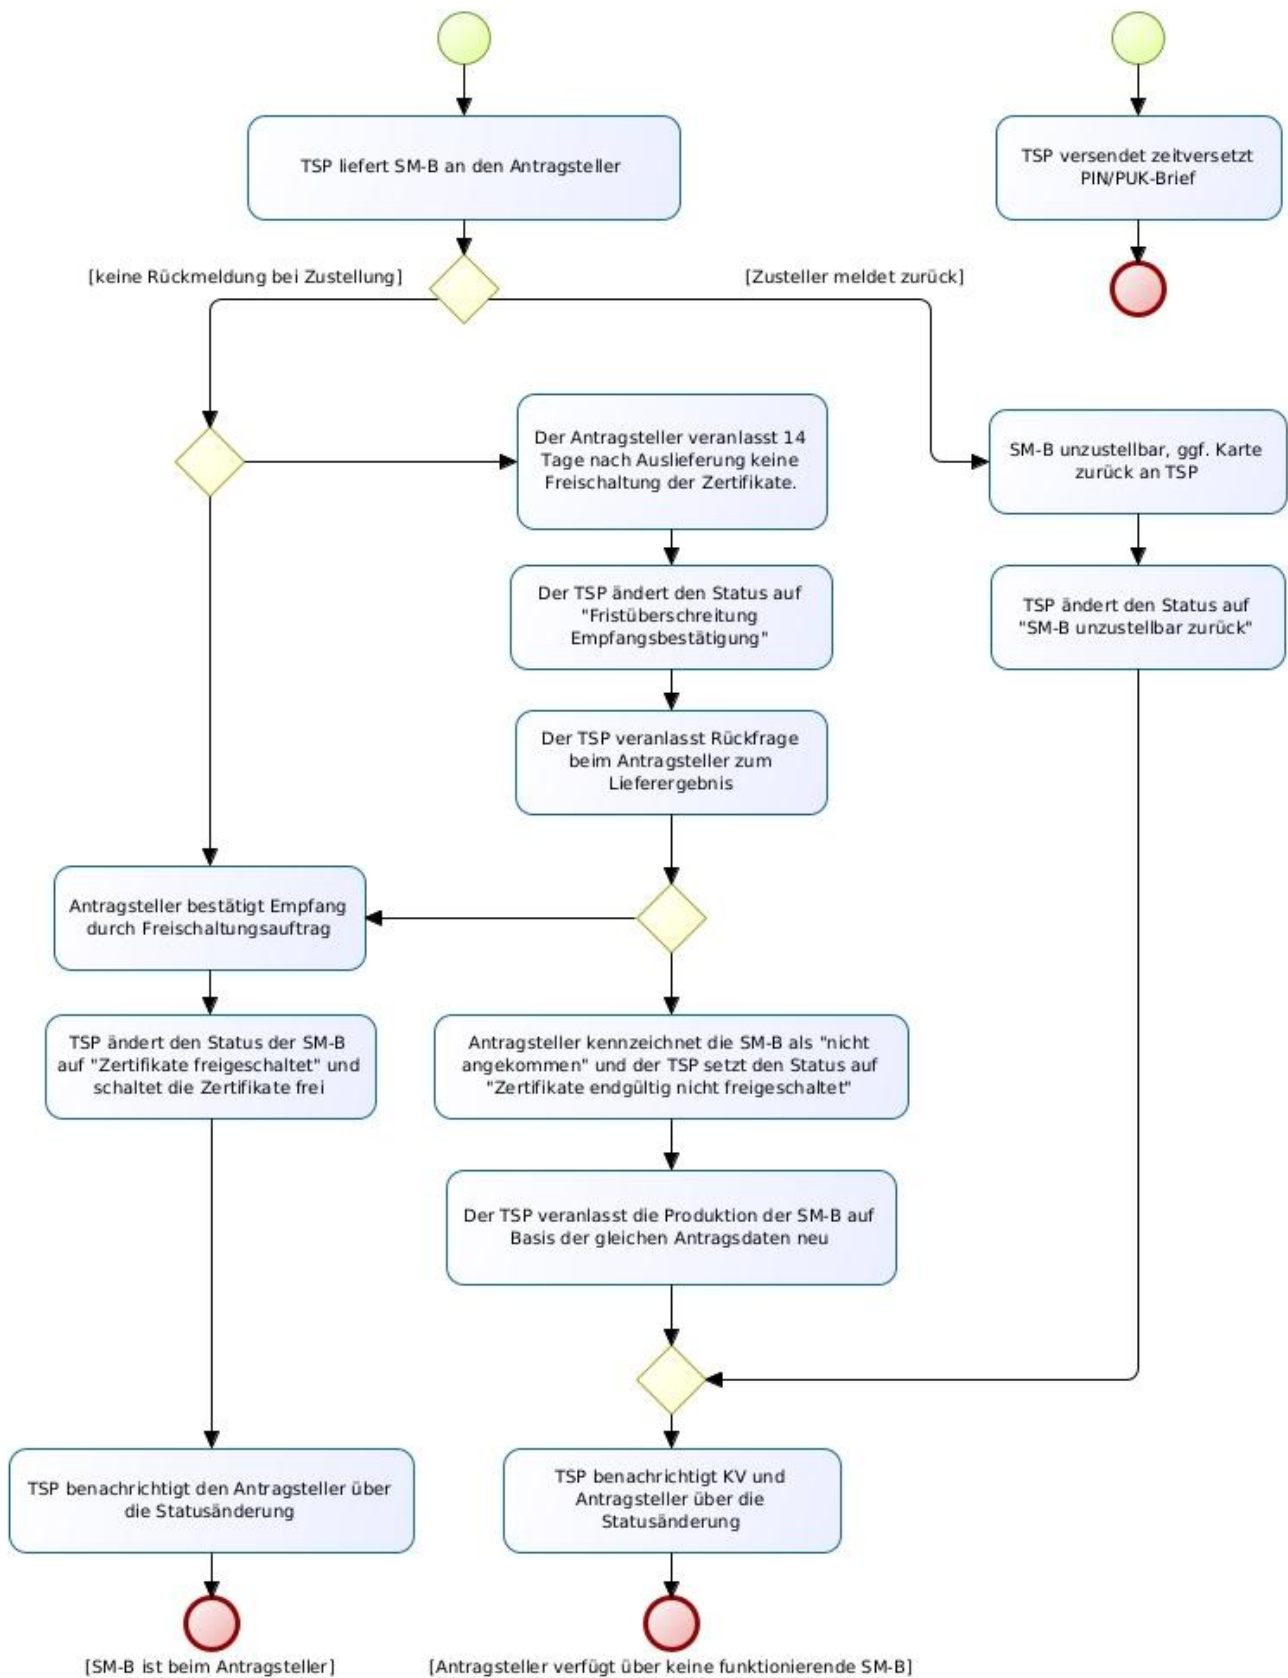 TSP liefert SM-B an den Antragsteller
TSP versendet zeitversetzt
PIN/PUK-Brief
[keine Rückmeldung bei Zustellung]
[Zusteller meldet zurück]
Der Antragsteller veranlasst 14
Tage nach Auslieferung keine
Freischaltung der Zertifikate.
SM-B unzustellbar, ggf. Karte
zurück an TSP
Der TSP ändert den Status auf
"Fristüberschreitung
Empfangsbestätigung"
TSP ändert den Status auf
"SM-B unzustellbar zurück"
Der TSP veranlasst Rückfrage
beim Antragsteller zum
Lieferergebnis
Antragsteller bestätigt Empfang
durch Freischaltungsauftrag
TSP ändert den Status der SM-B
auf "Zertifikate freigeschaltet" und
schaltet die Zertifikate frei
Antragsteller kennzeichnet die SM-B als "nicht
angekommen" und der TSP setzt den Status auf
"Zertifikate endgültig nicht freigeschaltet"
Der TSP veranlasst die Produktion der SM-B auf
Basis der gleichen Antragsdaten neu
TSP benachrichtigt den Antragsteller über
die Statusänderung
TSP benachrichtigt KV und
Antragsteller über die
Statusänderung
[SM-B ist beim Antragsteller]
[Antragsteller verfügt über keine funktionierende SM-B]